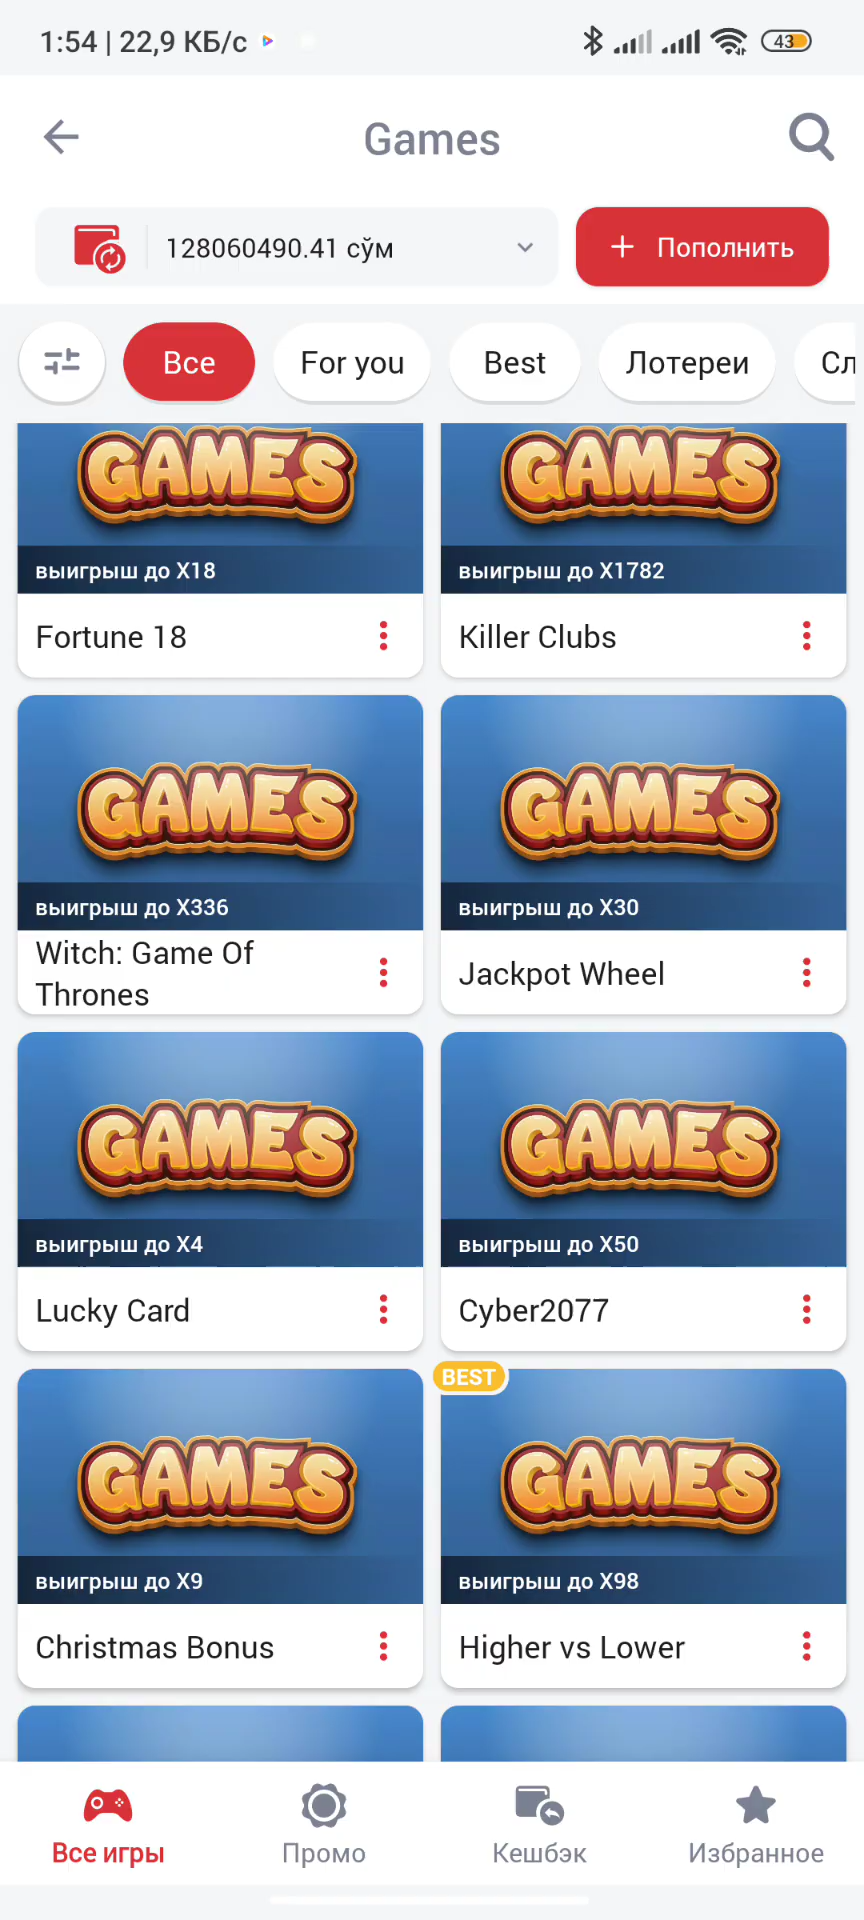 1:54 | 22,9 КБ/с
43
Games
128060490.41 сўм
+ Пополнить
Все
For you
Best
Лотереи
Сл
GAMES
GAMES
выигрыш до X18
выигрыш до X1782
Fortune 18
Killer Clubs
GAMES
GAMES
выигрыш до X336
выигрыш до X30
Witch: Game Of
Thrones
Jackpot Wheel
GAMES
GAMES
выигрыш до X4
выигрыш до X50
Lucky Card
Cyber2077
BEST
GAMES
GAMES
выигрыш до X9
выигрыш до X98
Christmas Bonus
Higher vs Lower
Все игры
Промо
Кешбэк
Избранное